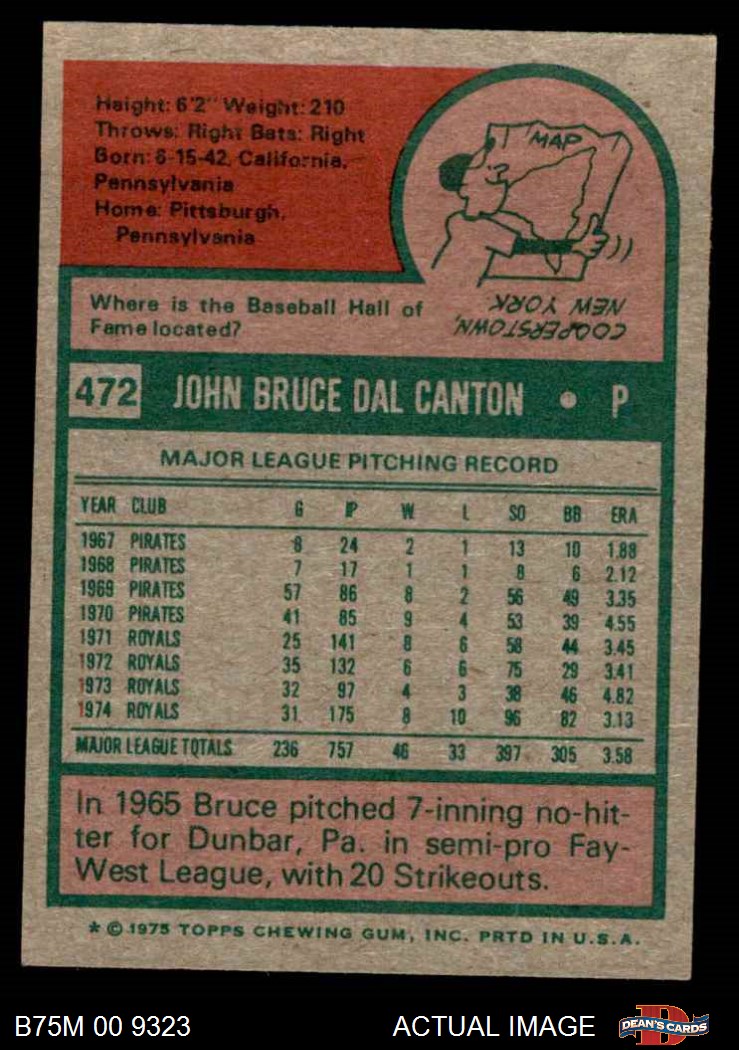 Height: 6'2" Weight: 210
Throws: Right Bats: Right
Born: 6-15-42, California,
Pennsylvania
Home: Pittsburgh,
Pennsylvania
MAP
Where is the Baseball Hall of
Fame located?
COOPERSTOWN,
NEW YORK
472 JOHN BRUCE DAL CANTON • P
MAJOR LEAGUE PITCHING RECORD
YEAR CLUB G IP W L SO BB ERA
1967 PIRATES 8 24 2 1 13 10 1.88
1968 PIRATES 7 17 1 1 8 6 2.12
1969 PIRATES 57 86 8 2 56 49 3.35
1970 PIRATES 41 85 9 4 53 39 4.55
1971 ROYALS 25 141 8 6 58 44 3.45
1972 ROYALS 35 132 6 6 75 29 3.41
1973 ROYALS 32 97 4 3 38 46 4.82
1974 ROYALS 31 175 8 10 96 82 3.13
MAJOR LEAGUE TOTALS 236 757 46 33 397 305 3.58
In 1965 Bruce pitched 7-inning no-hit-
ter for Dunbar, Pa. in semi-pro Fay-
West League, with 20 Strikeouts.
* © 1975 TOPPS CHEWING GUM, INC. PRTD IN U.S.A.
B75M 00 9323 ACTUAL IMAGE
D
DEAN'S CARDS